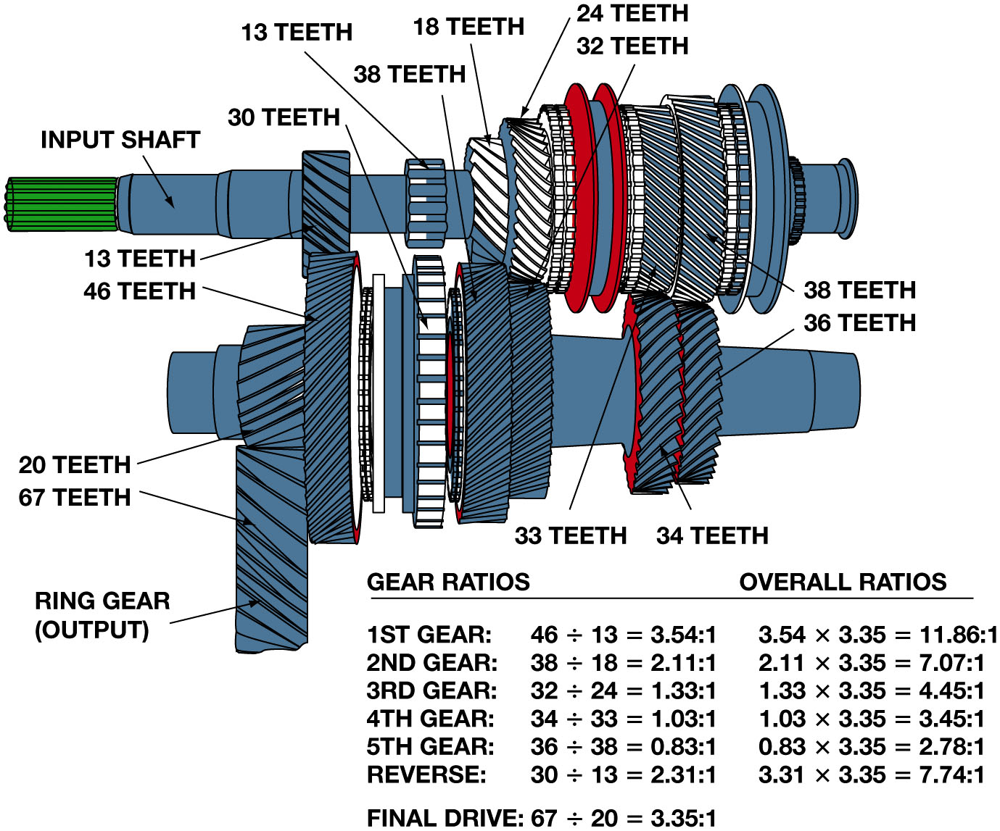 24 TEETH
18 TEETH
13 TEETH
32 TEETH
38 TEETH
30 TEETH
INPUT SHAFT
13 TEETH
46 TEETH
38 TEETH
36 TEETH
20 TEETH
67 TEETH
33 TEETH
34 TEETH
RING GEAR
(OUTPUT)
GEAR RATIOS OVERALL RATIOS
1ST GEAR: 46 ÷ 13 = 3.54:1 3.54 × 3.35 = 11.86:1
2ND GEAR: 38 ÷ 18 = 2.11:1 2.11 × 3.35 = 7.07:1
3RD GEAR: 32 ÷ 24 = 1.33:1 1.33 × 3.35 = 4.45:1
4TH GEAR: 34 ÷ 33 = 1.03:1 1.03 × 3.35 = 3.45:1
5TH GEAR: 36 ÷ 38 = 0.83:1 0.83 × 3.35 = 2.78:1
REVERSE: 30 ÷ 13 = 2.31:1 3.31 × 3.35 = 7.74:1
FINAL DRIVE: 67 ÷ 20 = 3.35:1